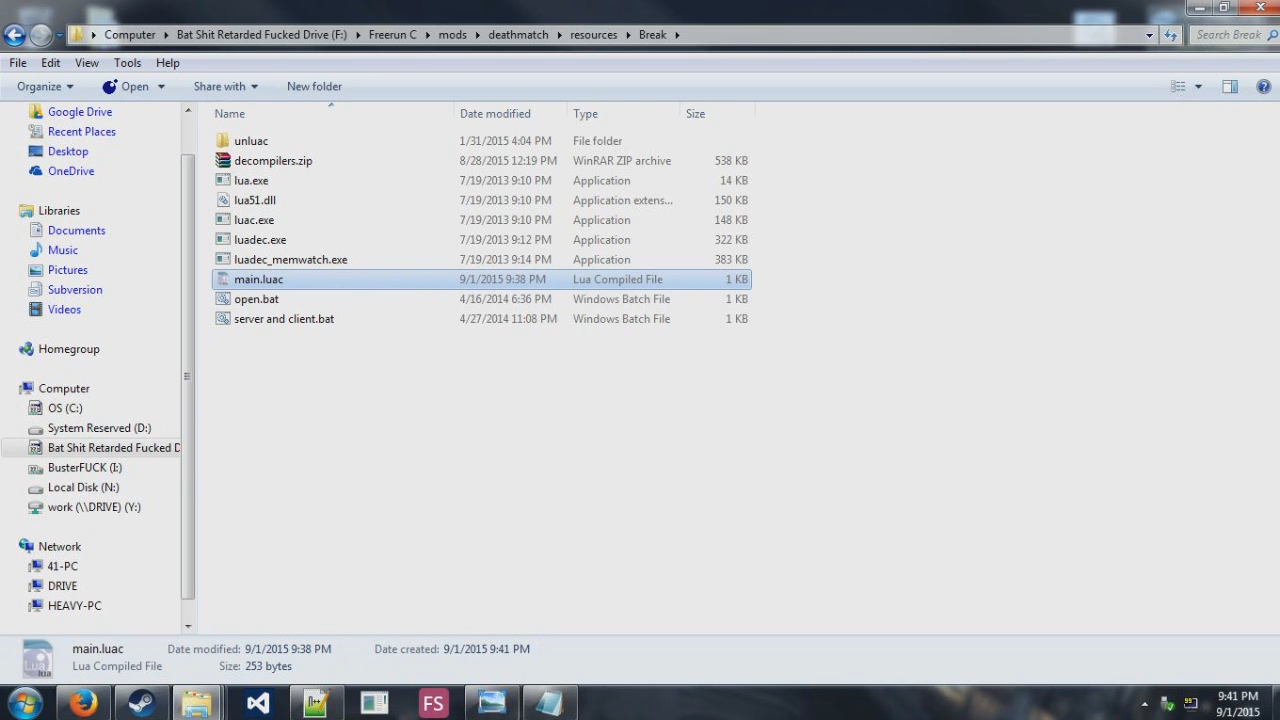 Computer Bat Shit Retarded Fucked Drive (F:) Freerun C mods deathmatch resources Break Search Break
File Edit View Tools Help
Organize Open Share with New folder
Google Drive
Recent Places
Desktop
OneDrive
Libraries
Documents
Music
Pictures
Subversion
Videos
Homegroup
Computer
OS (C:)
System Reserved (D:)
Bat Shit Retarded Fucked D
BusterFUCK (I:)
Local Disk (N:)
work (\\DRIVE) (Y:)
Network
41-PC
DRIVE
HEAVY-PC
Name Date modified Type Size
unluac 1/31/2015 4:04 PM File folder
decompilers.zip 8/28/2015 12:19 PM WinRAR ZIP archive 538 KB
lua.exe 7/19/2013 9:10 PM Application 14 KB
lua51.dll 7/19/2013 9:10 PM Application extens... 150 KB
luac.exe 7/19/2013 9:10 PM Application 148 KB
luadec.exe 7/19/2013 9:12 PM Application 322 KB
luadec_memwatch.exe 7/19/2013 9:14 PM Application 383 KB
main.luac 9/1/2015 9:38 PM Lua Compiled File 1 KB
open.bat 4/16/2014 6:36 PM Windows Batch File 1 KB
server and client.bat 4/27/2014 11:08 PM Windows Batch File 1 KB
main.luac Date modified: 9/1/2015 9:38 PM Date created: 9/1/2015 9:41 PM
Lua Compiled File Size: 253 bytes
lua
FS
99
9:41 PM
9/1/2015